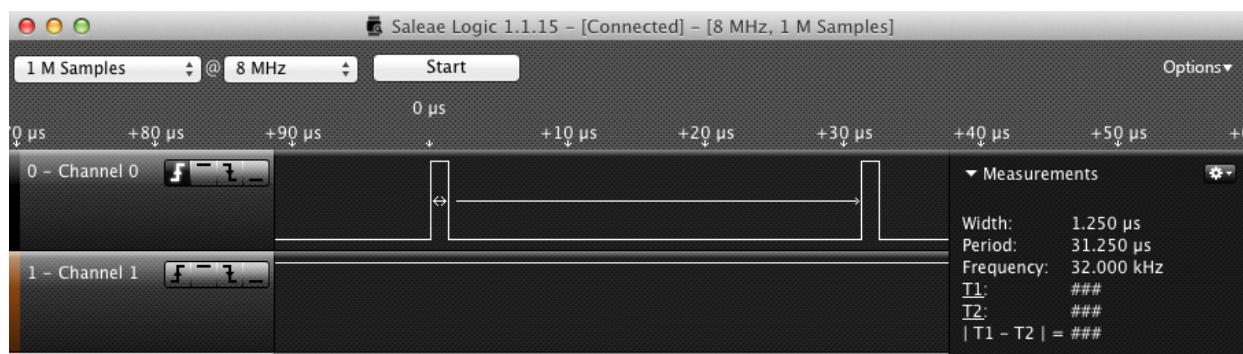 Saleae Logic 1.1.15 – [Connected] – [8 MHz, 1 M Samples]
1 M Samples @ 8 MHz Start Options▾
0 µs
0 µs +80 µs +90 µs +10 µs +20 µs +30 µs +40 µs +50 µs +
0 – Channel 0
▾ Measurements
Width: 1.250 µs
Period: 31.250 µs
Frequency: 32.000 kHz
T1: ###
T2: ###
| T1 – T2 | = ###
1 – Channel 1